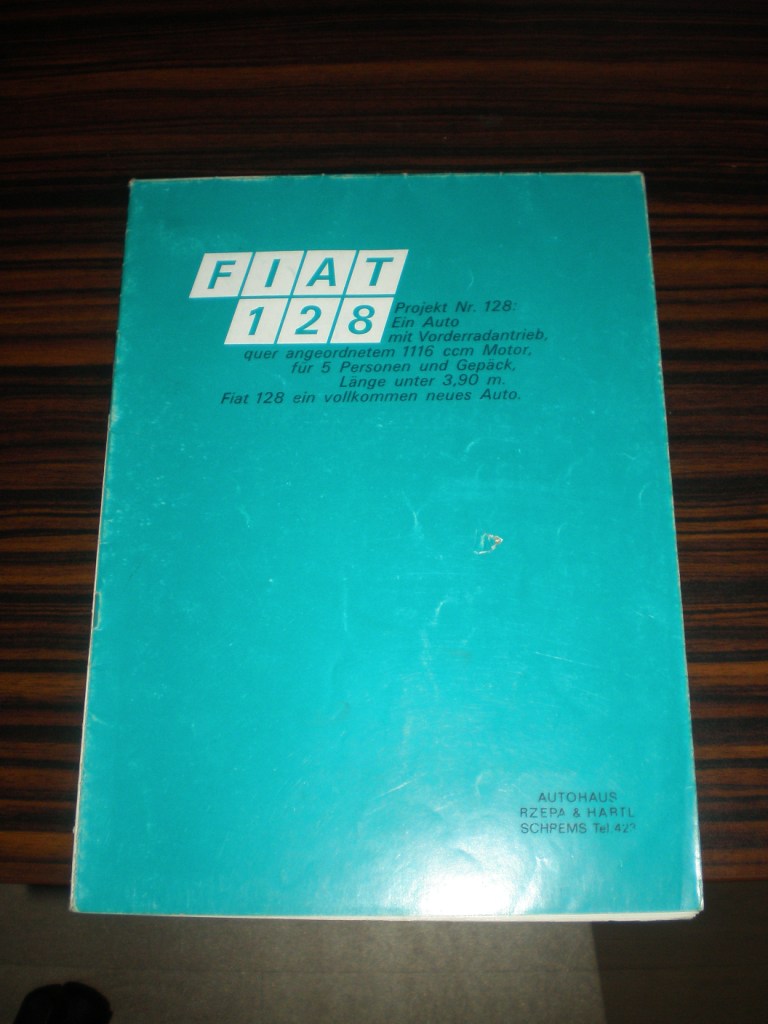 FIAT
128
Projekt Nr. 128:
Ein Auto
mit Vorderradantrieb,
quer angeordnetem 1116 ccm Motor,
für 5 Personen und Gepäck,
Länge unter 3,90 m.
Fiat 128 ein vollkommen neues Auto.
AUTOHAUS
RZEPA & HARTL
Tel.